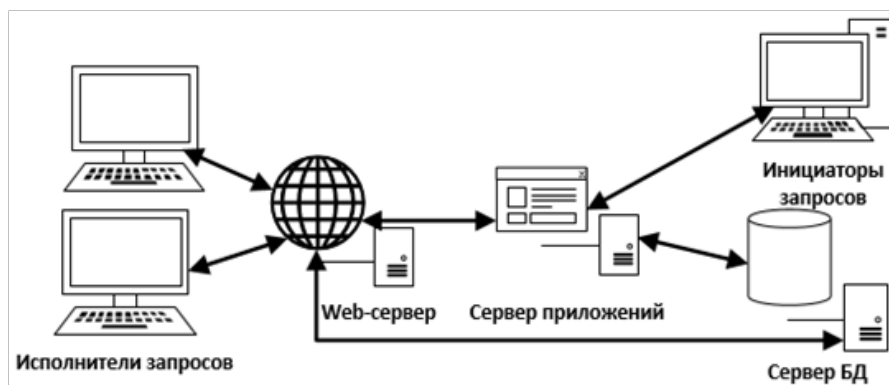 Инициаторы
запросов
Web-сервер
Сервер приложений
Исполнители запросов
Сервер БД